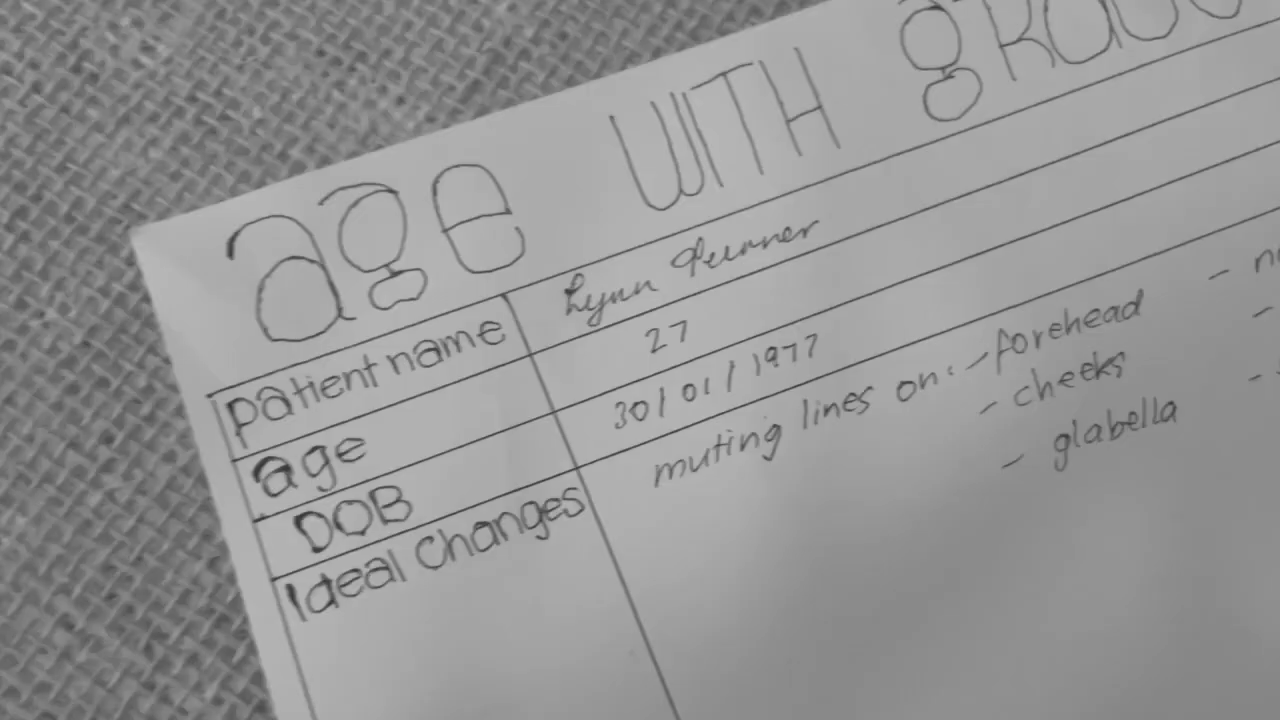 age WITH
patient name Lynn Turner
age 27
DOB 30/01/1977
Ideal Changes muting lines on: - forehead -
- cheeks -
- glabella -